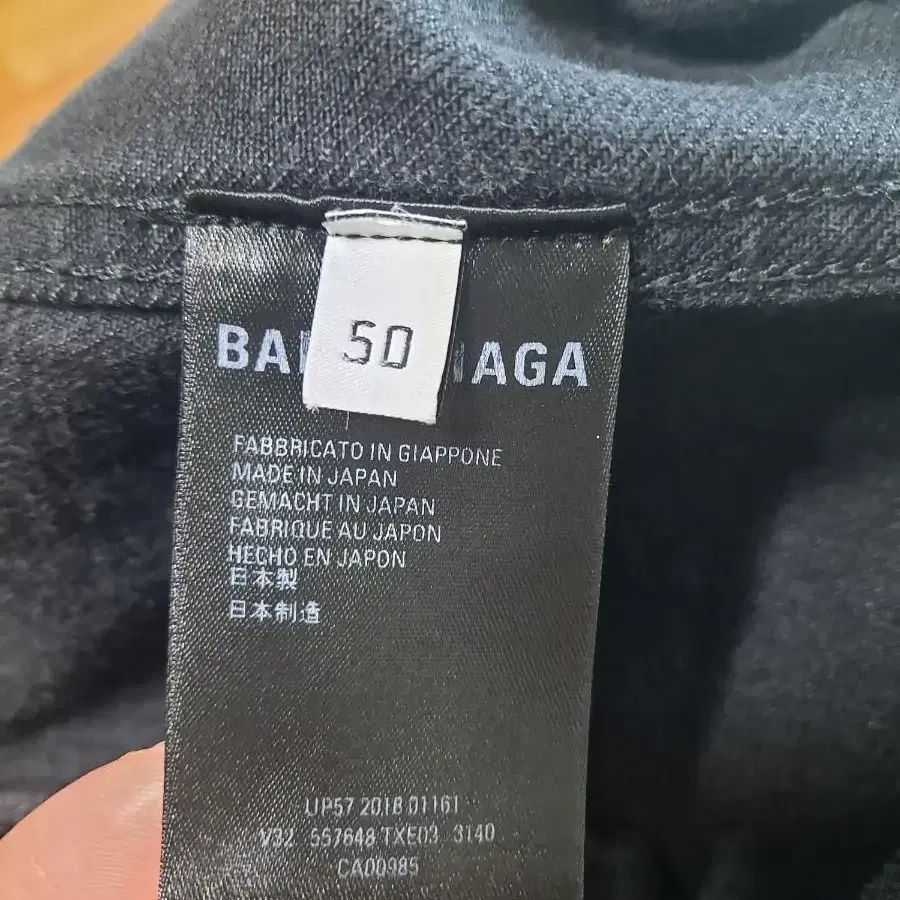 50
BA AGA
FABBRICATO IN GIAPPONE
MADE IN JAPAN
GEMACHT IN JAPAN
FABRIQUE AU JAPON
HECHO EN JAPON
日本製
日本制造
UP57 2018 01161
V32 557648 TXE03 3140
CA00985